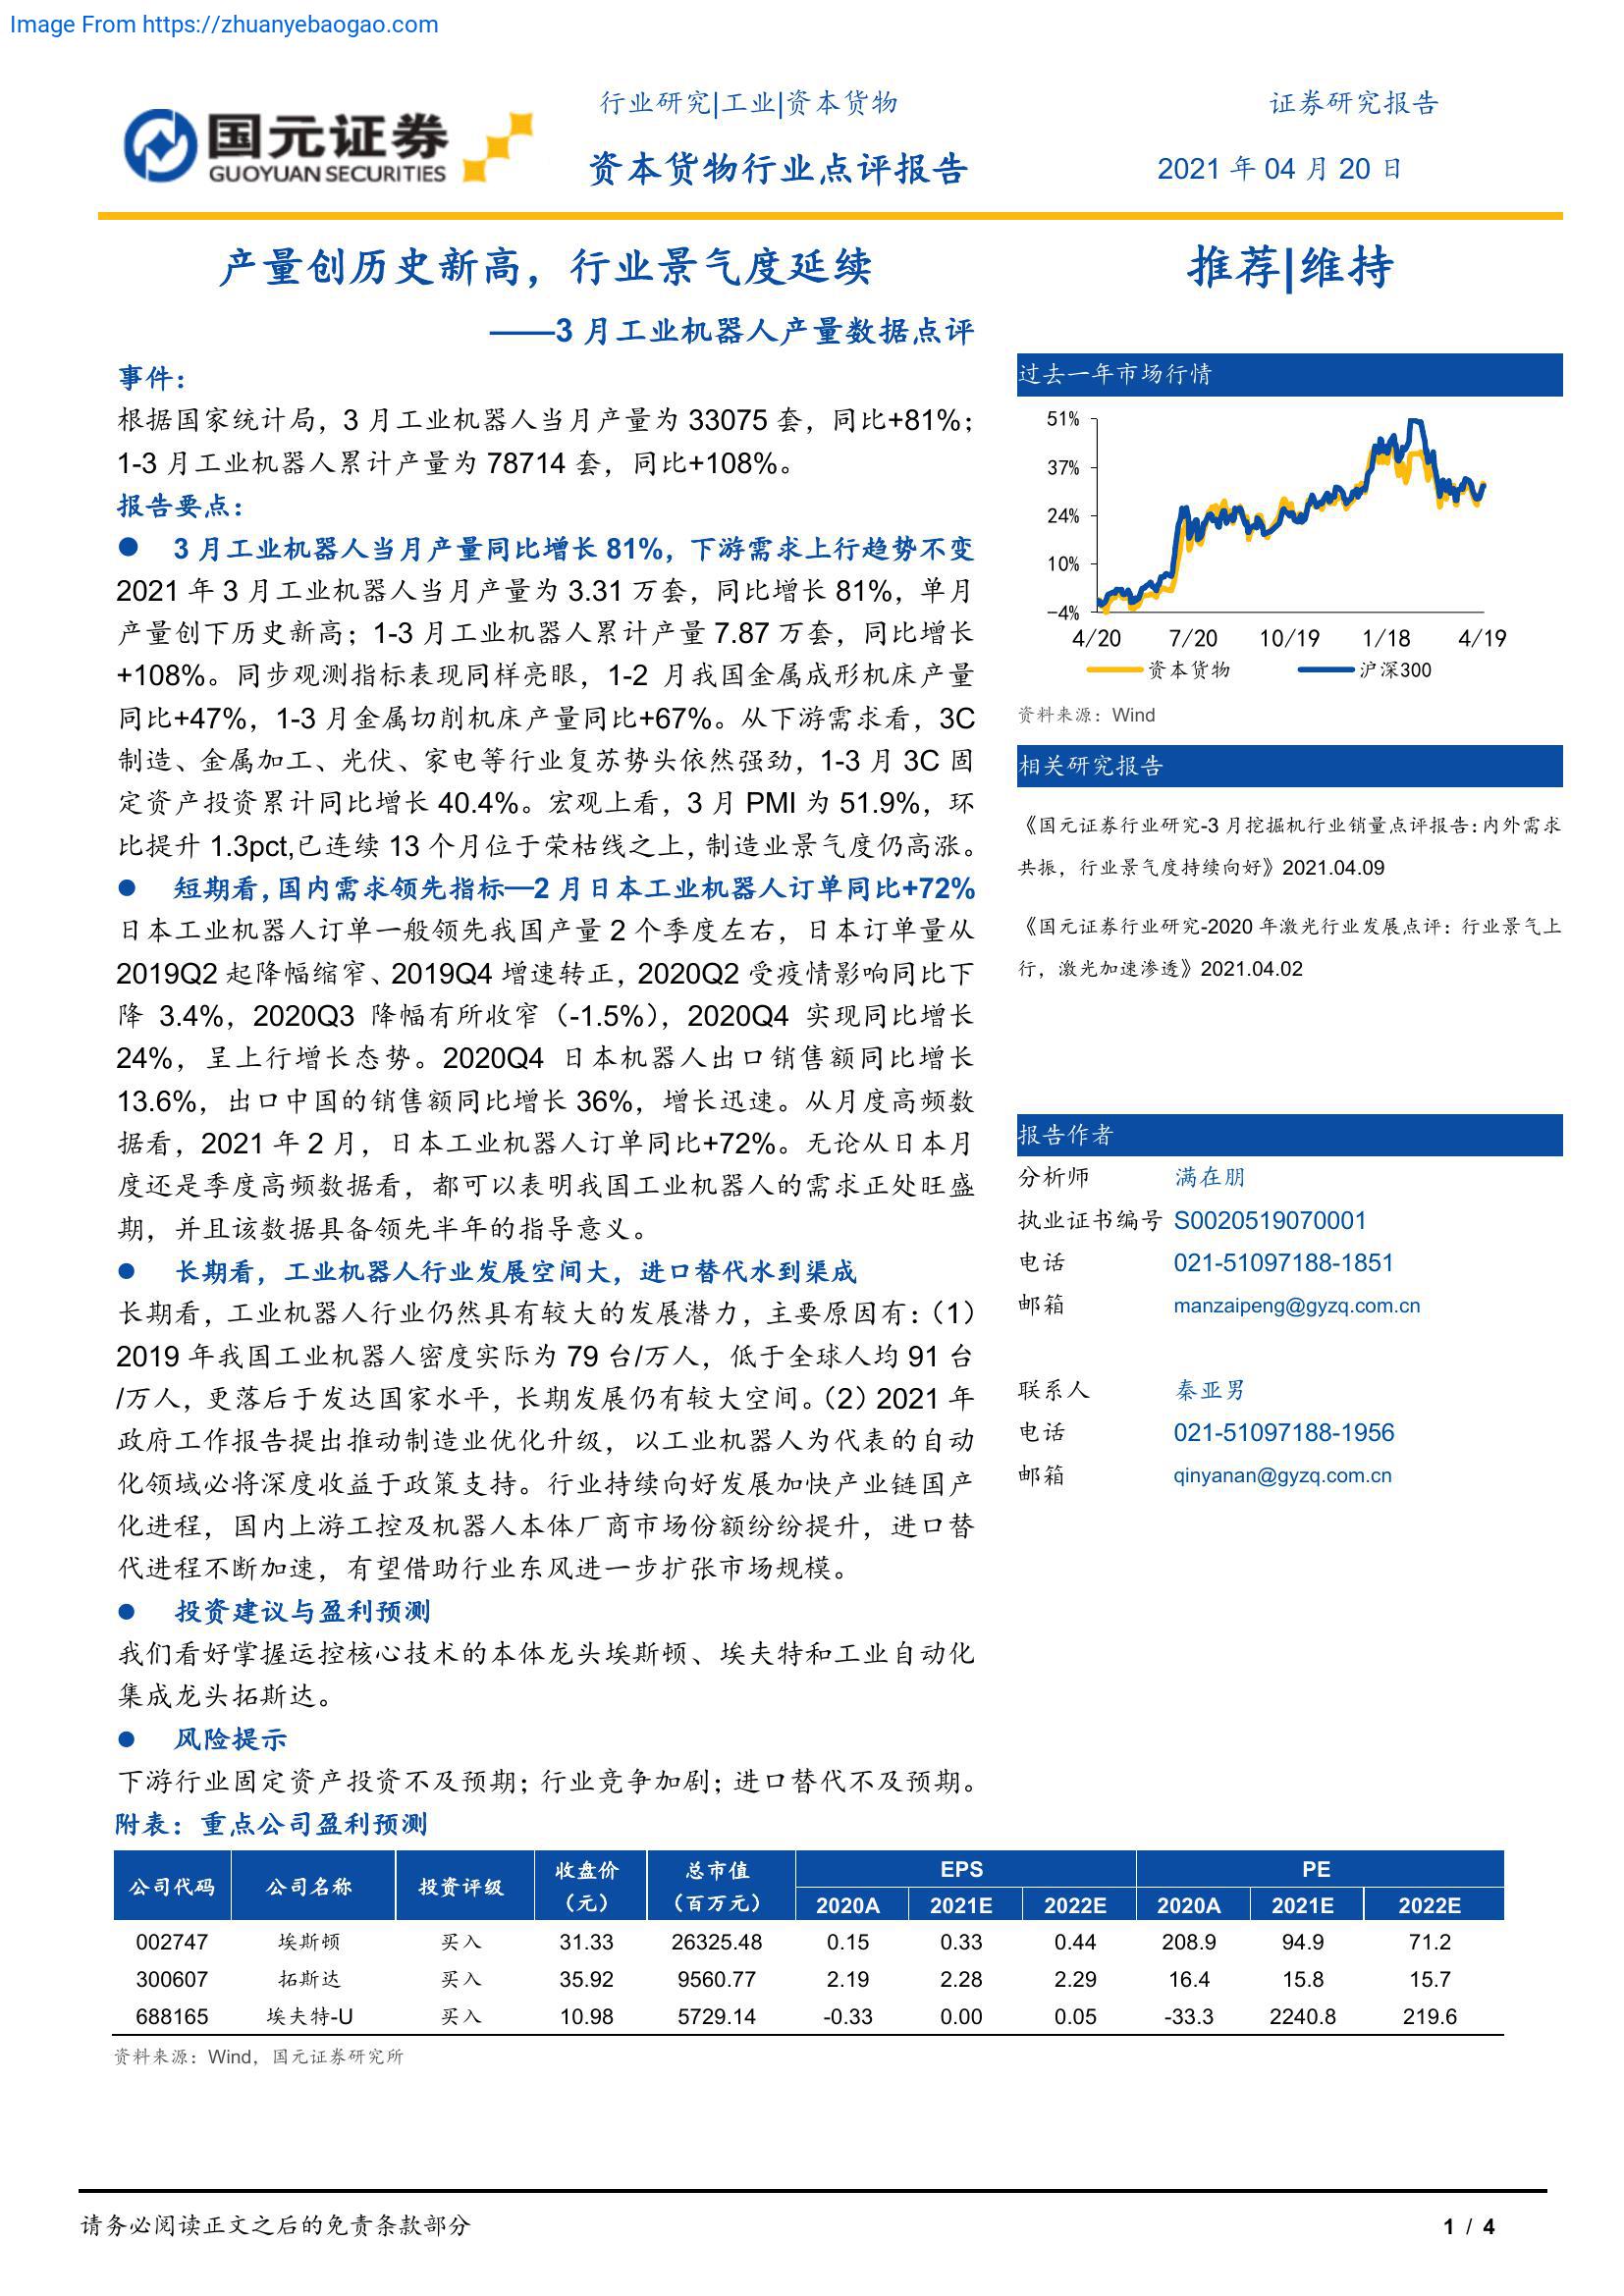 Image From https://zhuanyebaogao.com
国元证券
GUOYUAN SECURITIES
行业研究|工业|资本货物
证券研究报告
资本货物行业点评报告
2021 年 04 月 20 日
产量创历史新高，行业景气度延续
——3 月工业机器人产量数据点评
事件：
根据国家统计局，3 月工业机器人当月产量为 33075 套，同比+81%；
1-3 月工业机器人累计产量为 78714 套，同比+108%。
报告要点：
● 3 月工业机器人当月产量同比增长 81%，下游需求上行趋势不变
2021 年 3 月工业机器人当月产量为 3.31 万套，同比增长 81%，单月
产量创下历史新高；1-3 月工业机器人累计产量 7.87 万套，同比增长
+108%。同步观测指标表现同样亮眼，1-2 月我国金属成形机床产量
同比+47%，1-3 月金属切削机床产量同比+67%。从下游需求看，3C
制造、金属加工、光伏、家电等行业复苏势头依然强劲，1-3 月 3C 固
定资产投资累计同比增长 40.4%。宏观上看，3 月 PMI 为 51.9%，环
比提升 1.3pct,已连续 13 个月位于荣枯线之上，制造业景气度仍高涨。
● 短期看，国内需求领先指标—2 月日本工业机器人订单同比+72%
日本工业机器人订单一般领先我国产量 2 个季度左右，日本订单量从
2019Q2 起降幅缩窄、2019Q4 增速转正，2020Q2 受疫情影响同比下
降 3.4%，2020Q3 降幅有所收窄（-1.5%），2020Q4 实现同比增长
24%，呈上行增长态势。2020Q4 日本机器人出口销售额同比增长
13.6%，出口中国的销售额同比增长 36%，增长迅速。从月度高频数
据看，2021 年 2 月，日本工业机器人订单同比+72%。无论从日本月
度还是季度高频数据看，都可以表明我国工业机器人的需求正处旺盛
期，并且该数据具备领先半年的指导意义。
● 长期看，工业机器人行业发展空间大，进口替代水到渠成
长期看，工业机器人行业仍然具有较大的发展潜力，主要原因有：（1）
2019 年我国工业机器人密度实际为 79 台/万人，低于全球人均 91 台
/万人，更落后于发达国家水平，长期发展仍有较大空间。（2）2021 年
政府工作报告提出推动制造业优化升级，以工业机器人为代表的自动
化领域必将深度收益于政策支持。行业持续向好发展加快产业链国产
化进程，国内上游工控及机器人本体厂商市场份额纷纷提升，进口替
代进程不断加速，有望借助行业东风进一步扩张市场规模。
● 投资建议与盈利预测
我们看好掌握运控核心技术的本体龙头埃斯顿、埃夫特和工业自动化
集成龙头拓斯达。
● 风险提示
下游行业固定资产投资不及预期；行业竞争加剧；进口替代不及预期。
推荐|维持
过去一年市场行情
51%
37%
24%
10%
-4%
4/20 7/20 10/19 1/18 4/19
资本货物 沪深300
资料来源：Wind
相关研究报告
《国元证券行业研究-3 月挖掘机行业销量点评报告：内外需求
共振，行业景气度持续向好》2021.04.09
《国元证券行业研究-2020 年激光行业发展点评：行业景气上
行，激光加速渗透》2021.04.02
报告作者
分析师 满在朋
执业证书编号 S0020519070001
电话 021-51097188-1851
邮箱 manzaipeng@gyzq.com.cn
联系人 秦亚男
电话 021-51097188-1956
邮箱 qinyanan@gyzq.com.cn
附表：重点公司盈利预测
公司代码 公司名称 投资评级 收盘价（元） 总市值（百万元） EPS PE
2020A 2021E 2022E 2020A 2021E 2022E
002747 埃斯顿 买入 31.33 26325.48 0.15 0.33 0.44 208.9 94.9 71.2
300607 拓斯达 买入 35.92 9560.77 2.19 2.28 2.29 16.4 15.8 15.7
688165 埃夫特-U 买入 10.98 5729.14 -0.33 0.00 0.05 -33.3 2240.8 219.6
资料来源：Wind，国元证券研究所
请务必阅读正文之后的免责条款部分
1 / 4